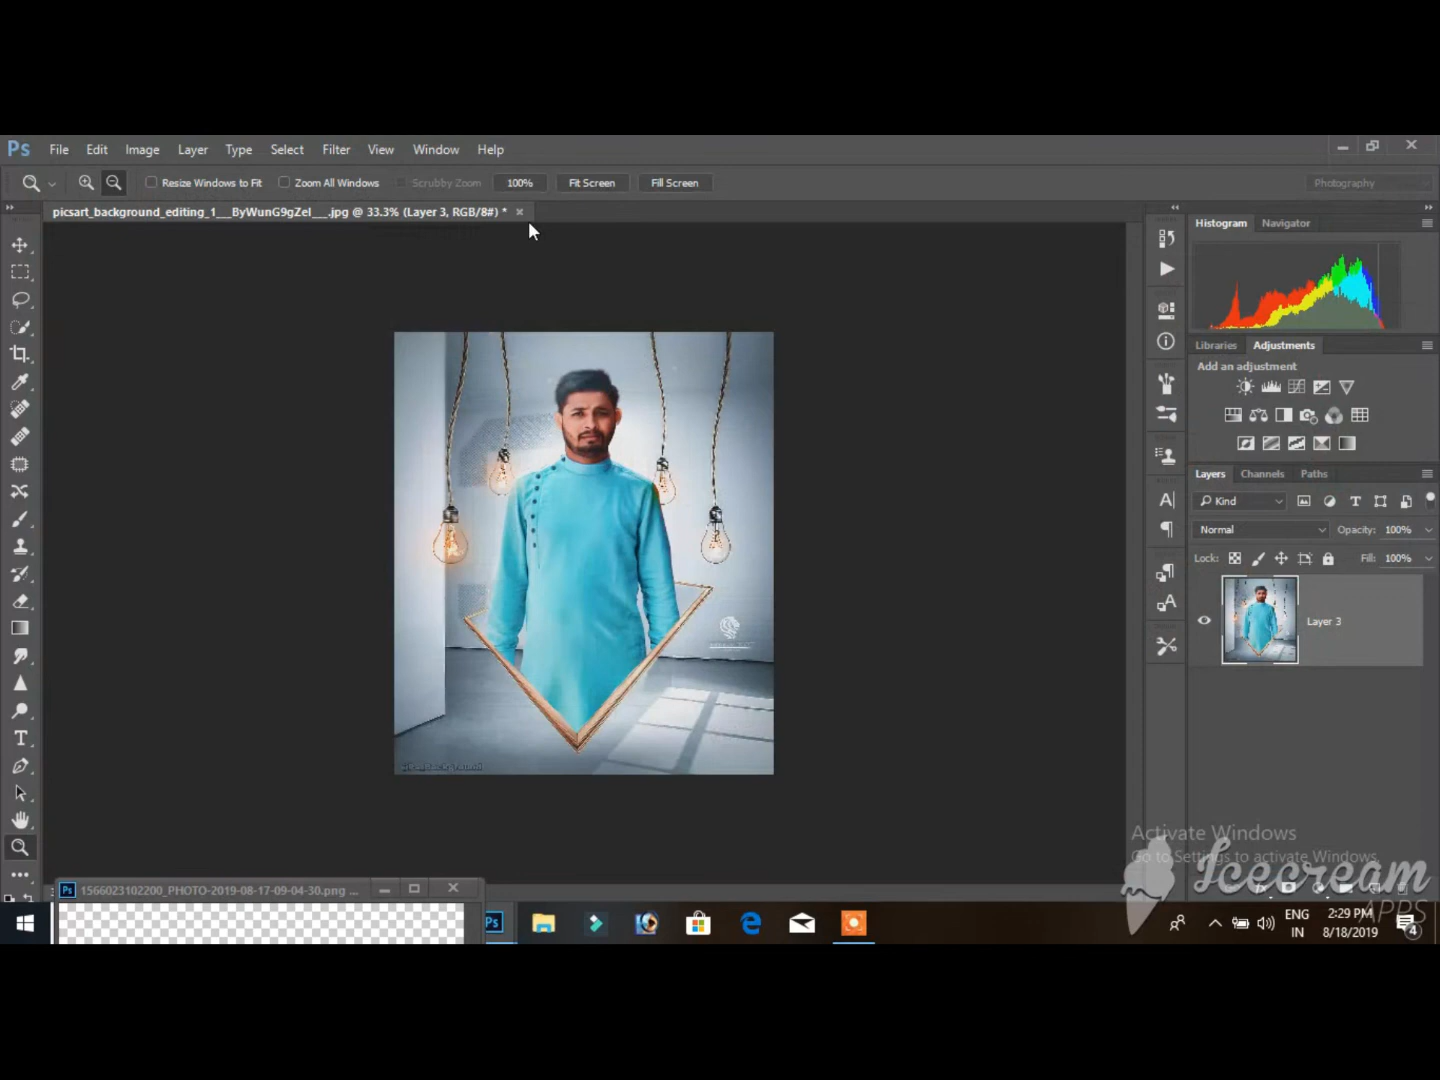 Ps File Edit Image Layer Type Select Filter View Window Help
Resize Windows to Fit Zoom All Windows Scrubby Zoom 100% Fit Screen Fill Screen Photography
picsart_background_editing_1___ByWunG9gZel___.jpg @ 33.3% (Layer 3, RGB/8#) *
Histogram Navigator
Libraries Adjustments
Add an adjustment
Layers Channels Paths
Kind
Normal Opacity: 100%
Lock: Fill: 100%
Layer 3
Activate Windows
Go to Settings to activate Windows.
Icecream
APPS
Ps 1566023102200_PHOTO-2019-08-17-09-04-30.png ...
Ps
ENG
IN
2:29 PM
8/18/2019
4